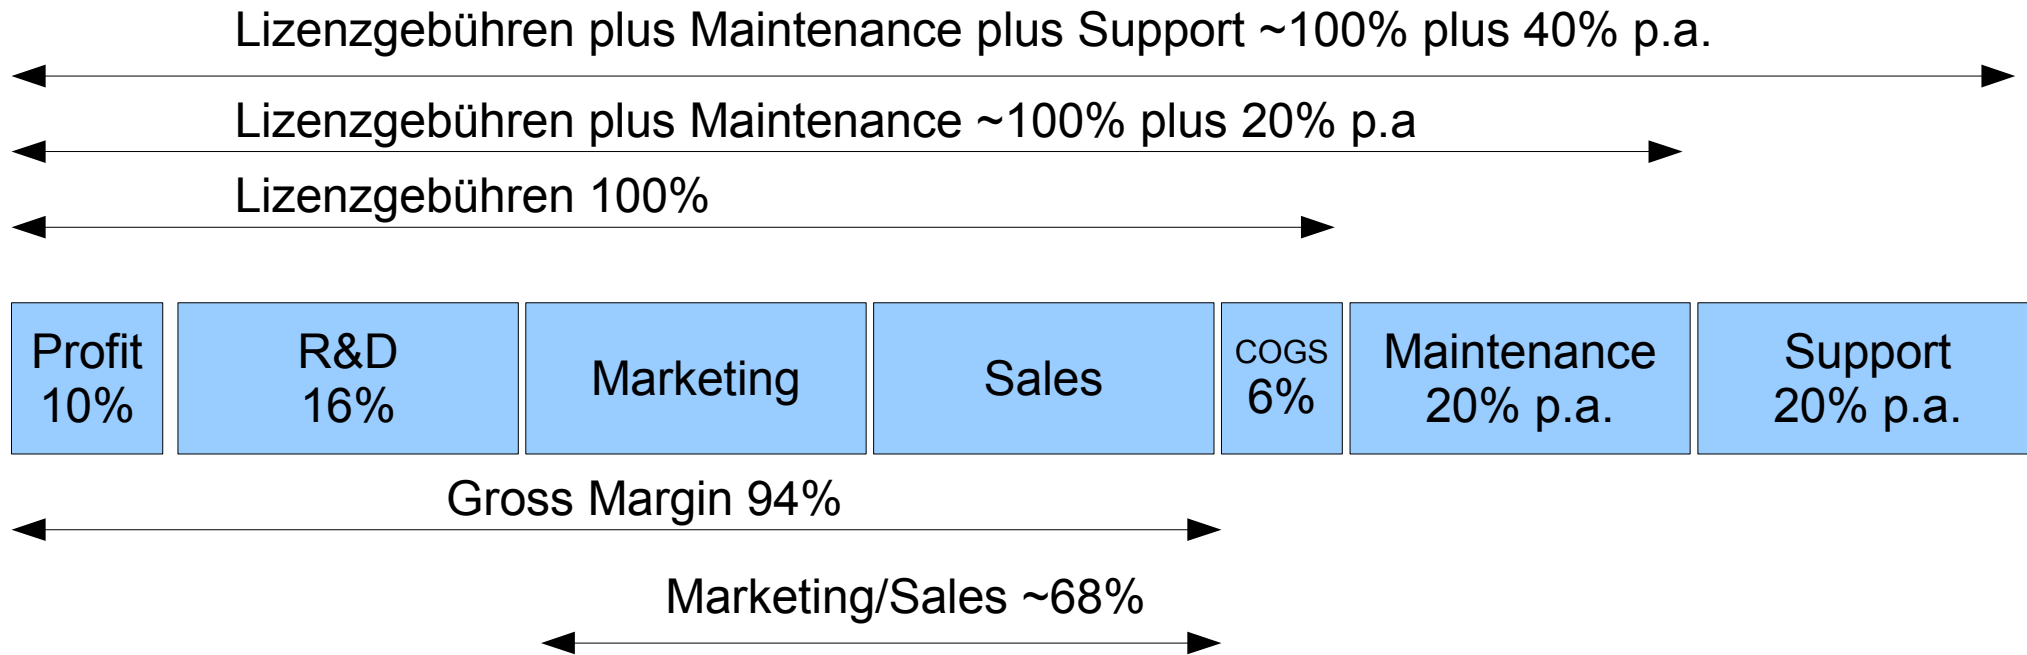 Lizenzgebühren plus Maintenance plus Support ~100% plus 40% p.a.
Lizenzgebühren plus Maintenance ~100% plus 20% p.a
Lizenzgebühren 100%
Profit
10%
R&D
16%
Marketing
Sales
COGS
6%
Maintenance
20% p.a.
Support
20% p.a.
Gross Margin 94%
Marketing/Sales ~68%